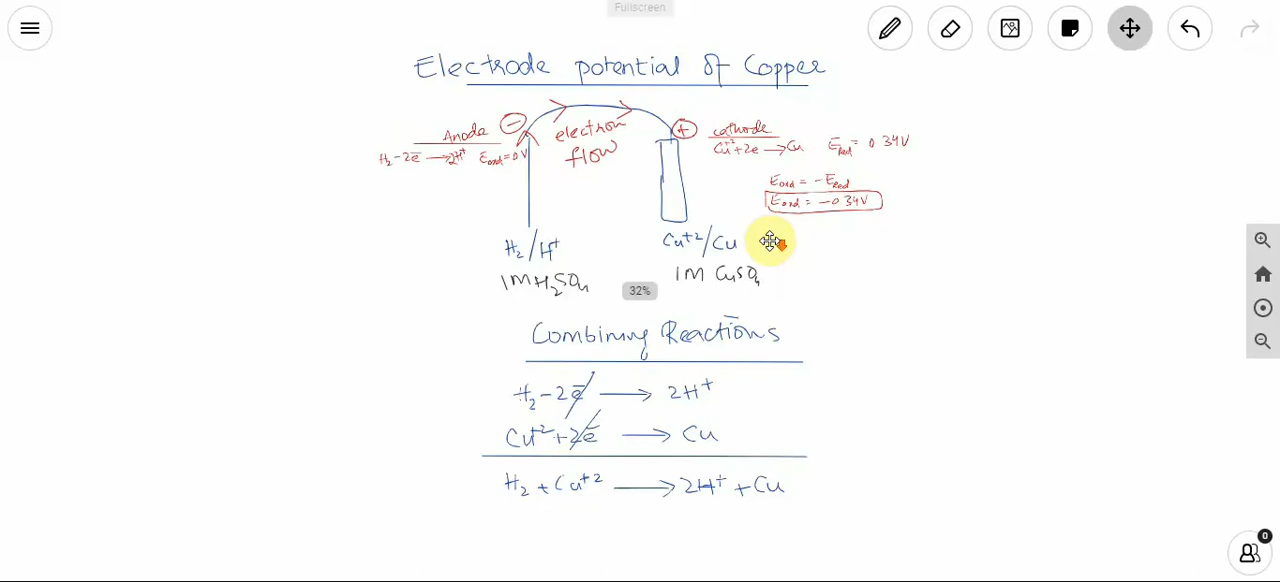 Fullscreen
Electrode potential of Copper
Anode
H₂-2e̅ → 2H⁺ Eoxd=0V
−
electron
flow
+
cathode
Cu⁺²+2e → Cu ERed = 0 34V
Eoxd = -ERed
Eoxd = -0 34V
H₂/H⁺
1M H₂SO₄
Cu⁺²/Cu
1M CuSO₄
32%
Combining Reactions
H₂-2e̅ → 2H⁺
Cu⁺²+2e̅ → Cu
H₂+Cu⁺² → 2H⁺+Cu
0